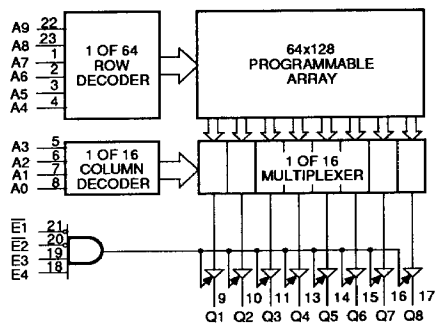 A9 22
A8 23
A7 1
A6 2
A5 3
A4 4
1 OF 64
ROW
DECODER
64x128
PROGRAMMABLE
ARRAY
A3 5
A2 6
A1 7
A0 8
1 OF 16
COLUMN
DECODER
1 OF 16
MULTIPLEXER
E1 21
E2 20
E3 19
E4 18
9 10 11 13 14 15 16 17
Q1 Q2 Q3 Q4 Q5 Q6 Q7 Q8